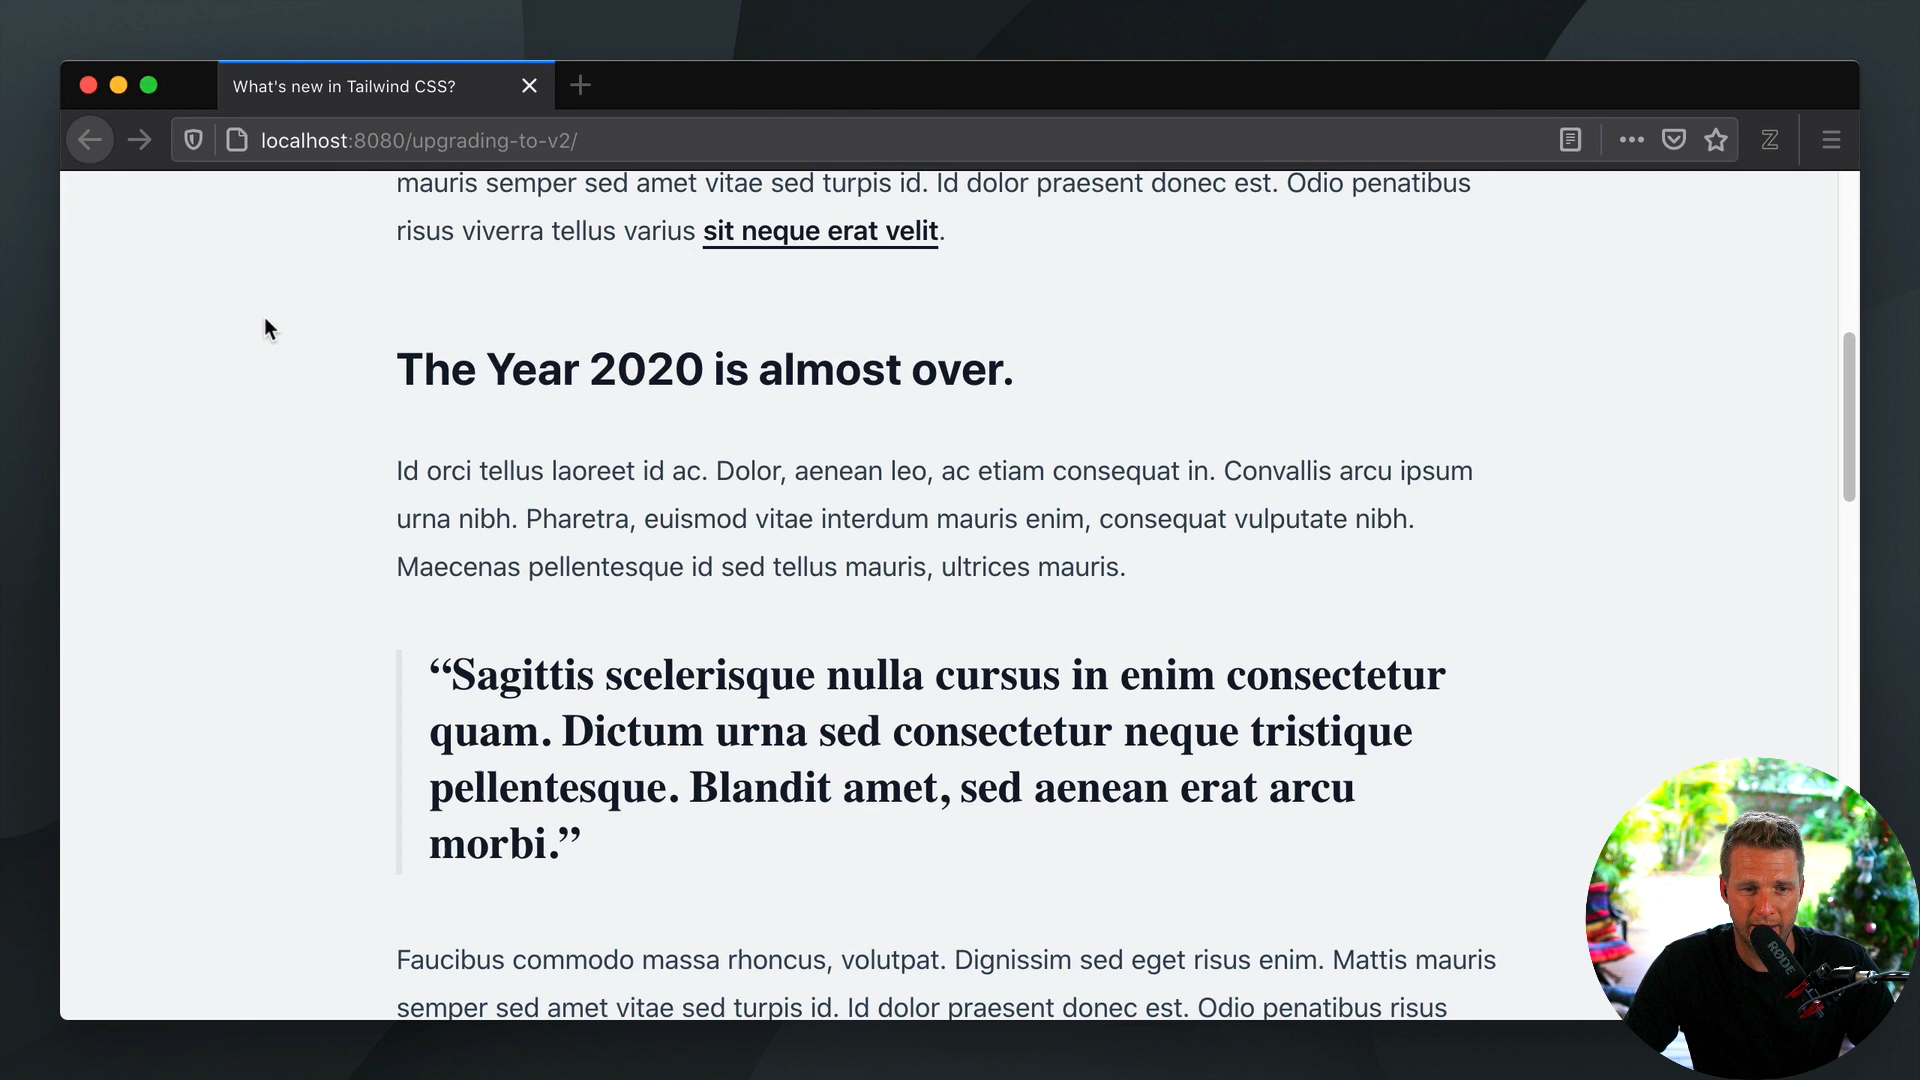 What's new in Tailwind CSS?
localhost:8080/upgrading-to-v2/
mauris semper sed amet vitae sed turpis id. Id dolor praesent donec est. Odio penatibus
risus viverra tellus varius sit neque erat velit.
The Year 2020 is almost over.
Id orci tellus laoreet id ac. Dolor, aenean leo, ac etiam consequat in. Convallis arcu ipsum
urna nibh. Pharetra, euismod vitae interdum mauris enim, consequat vulputate nibh.
Maecenas pellentesque id sed tellus mauris, ultrices mauris.
“Sagittis scelerisque nulla cursus in enim consectetur
quam. Dictum urna sed consectetur neque tristique
pellentesque. Blandit amet, sed aenean erat arcu
morbi.”
Faucibus commodo massa rhoncus, volutpat. Dignissim sed eget risus enim. Mattis mauris
semper sed amet vitae sed turpis id. Id dolor praesent donec est. Odio penatibus risus
RØDE